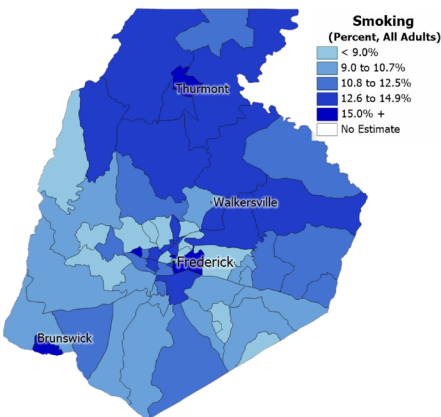 Smoking
(Percent, All Adults)
< 9.0%
9.0 to 10.7%
10.8 to 12.5%
12.6 to 14.9%
15.0% +
No Estimate
Thurmont
Walkersville
Frederick
Brunswick